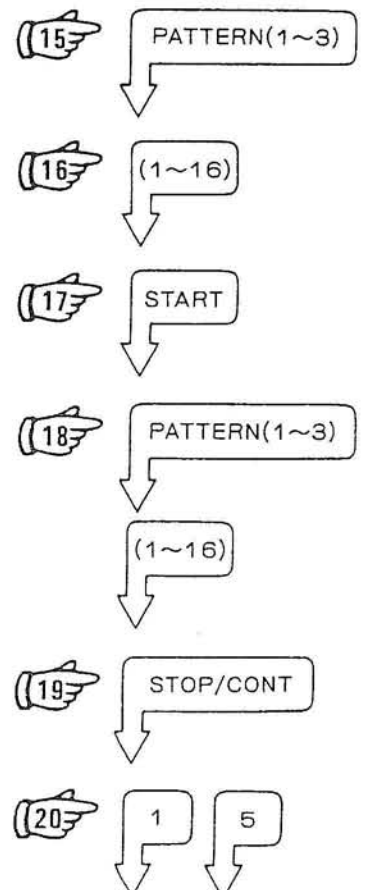 15 PATTERN(1~3)
16 (1~16)
17 START
18 PATTERN(1~3)
(1~16)
19 STOP/CONT
20 1 5